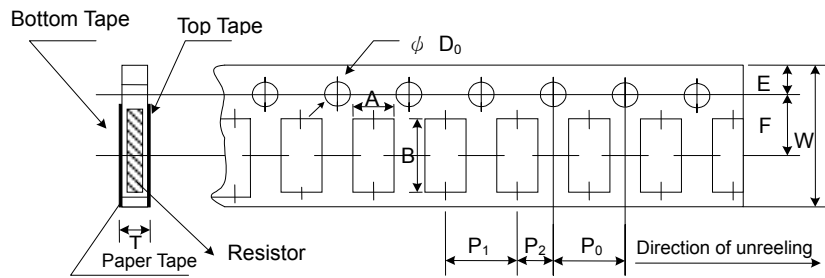 Bottom Tape
Top Tape
ψ D₀
A
B
E
F
W
T
Paper Tape
Resistor
P₁
P₂
P₀
Direction of unreeling